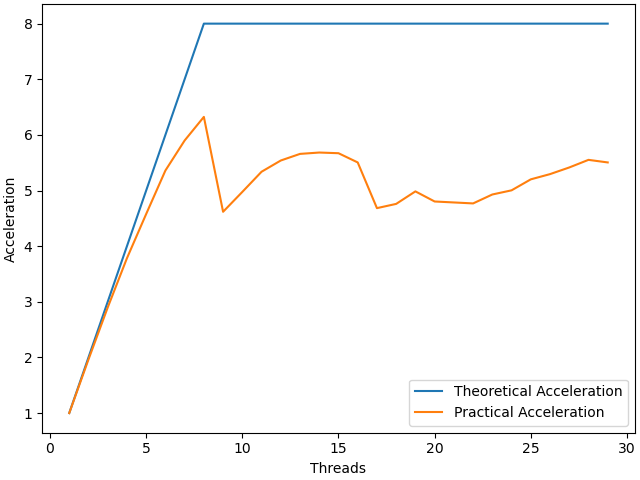 8
7
6
5
4
3
2
1
Acceleration
0 5 10 15 20 25 30
Threads
Theoretical Acceleration
Practical Acceleration